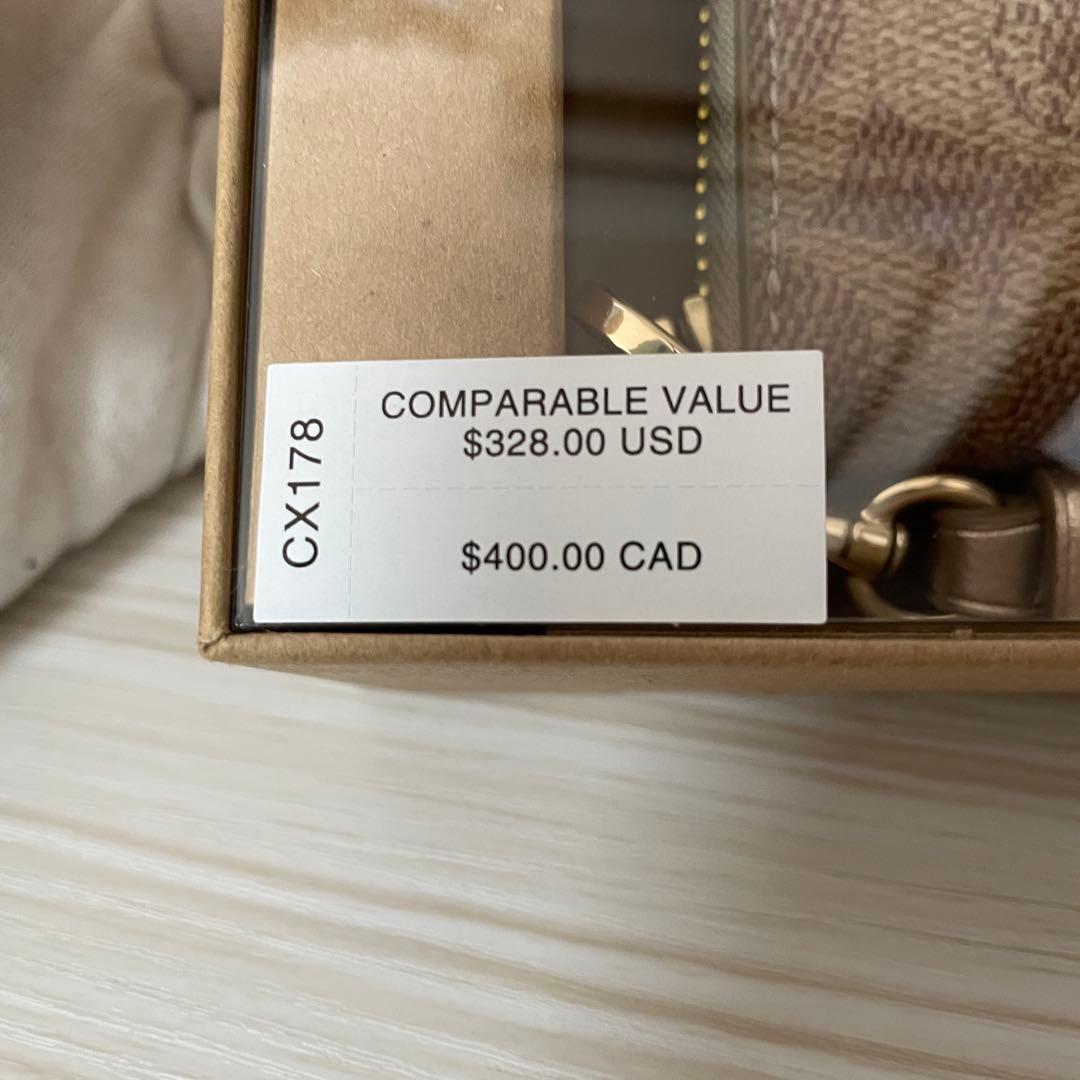 CX178
COMPARABLE VALUE
$328.00 USD
$400.00 CAD